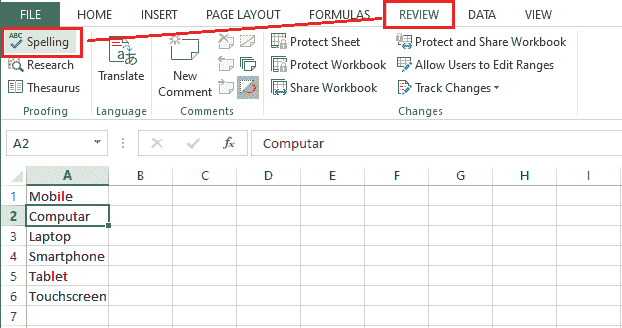 FILE HOME INSERT PAGE LAYOUT FORMULAS REVIEW DATA VIEW
ABC
Spelling
Research
Thesaurus
Proofing
Translate
Language
New
Comment
Comments
Protect Sheet
Protect Workbook
Share Workbook
Protect and Share Workbook
Allow Users to Edit Ranges
Track Changes
Changes
A2 fx Computar
A B C D E F G H I
1 Mobile
2 Computar
3 Laptop
4 Smartphone
5 Tablet
6 Touchscreen
7